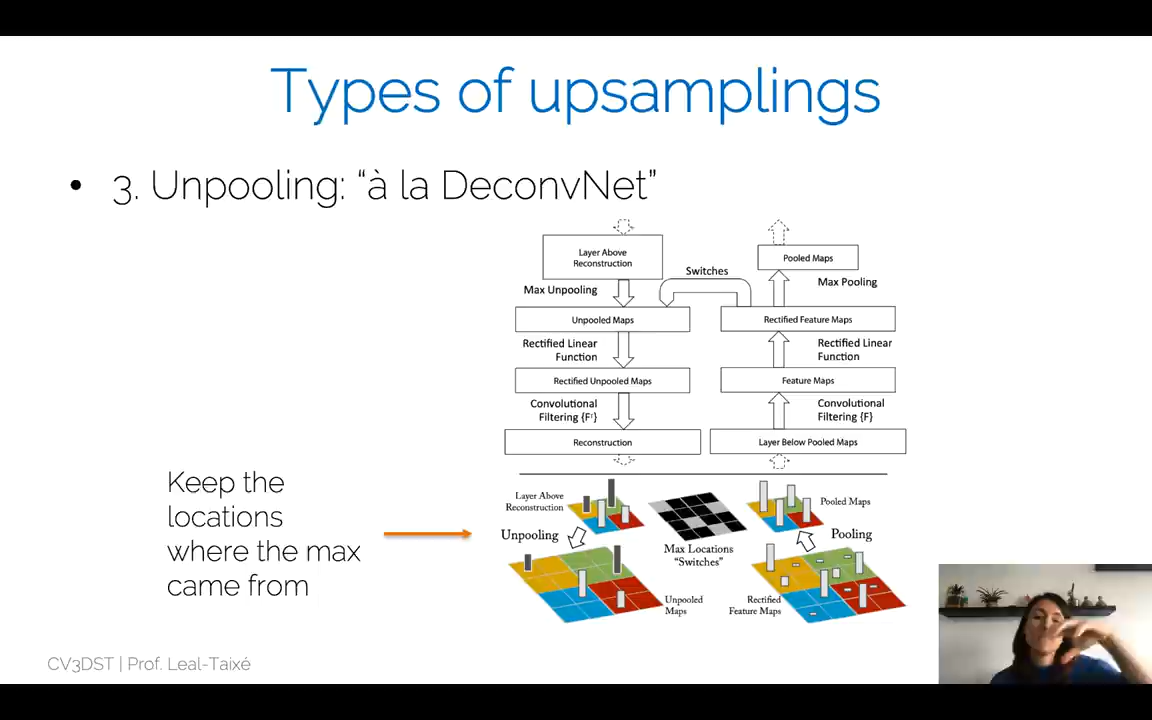 Types of upsamplings
• 3. Unpooling: “à la DeconvNet”
Layer Above
Reconstruction
Pooled Maps
Switches
Max Unpooling
Max Pooling
Unpooled Maps
Rectified Feature Maps
Rectified Linear
Function
Rectified Linear
Function
Rectified Unpooled Maps
Feature Maps
Convolutional
Filtering {Fᵀ}
Convolutional
Filtering {F}
Reconstruction
Layer Below Pooled Maps
Keep the
locations
where the max
came from
Layer Above
Reconstruction
Pooled Maps
Unpooling
Max Locations
“Switches”
Pooling
Unpooled
Maps
Rectified
Feature Maps
CV3DST | Prof. Leal-Taixé